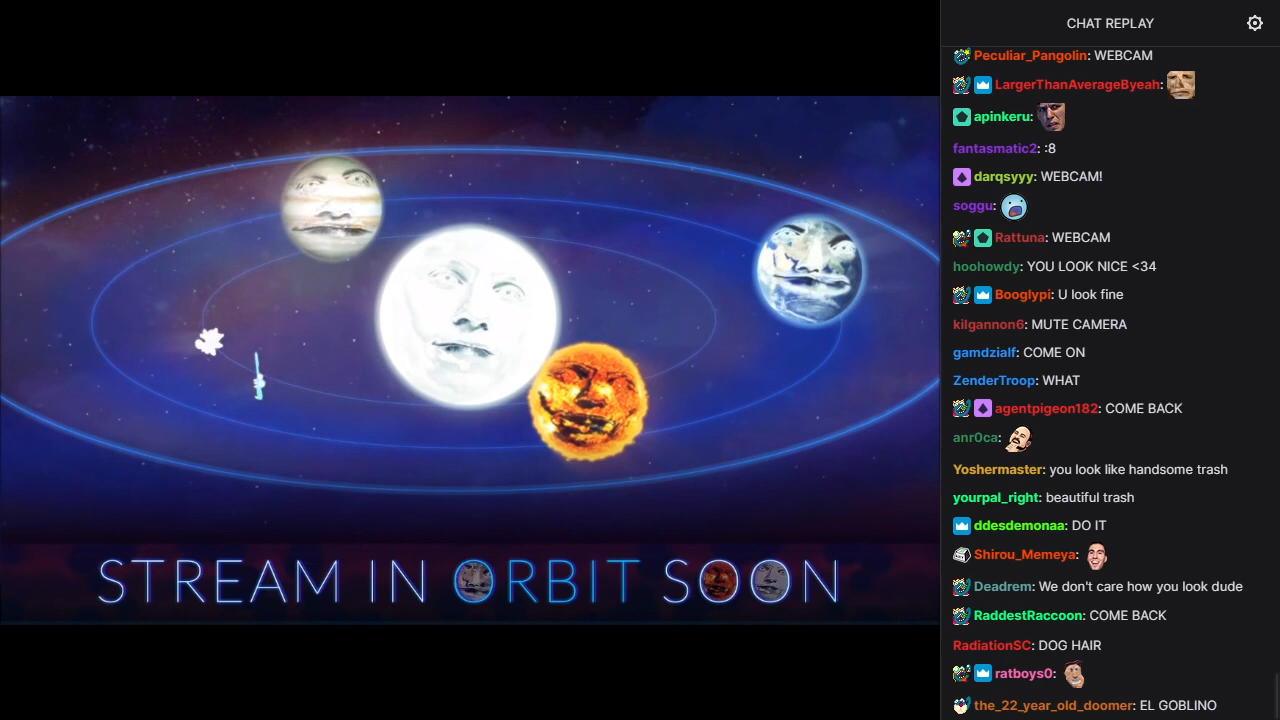 CHAT REPLAY
Peculiar_Pangolin: WEBCAM
LargerThanAverageByeah:
apinkeru:
fantasmatic2: :8
darqsyyy: WEBCAM!
soggu:
Rattuna: WEBCAM
hoohowdy: YOU LOOK NICE <34
Booglypi: U look fine
kilgannon6: MUTE CAMERA
gamdzialf: COME ON
ZenderTroop: WHAT
agentpigeon182: COME BACK
anr0ca:
Yoshermaster: you look like handsome trash
yourpal_right: beautiful trash
ddesdemonaa: DO IT
Shirou_Memeya:
Deadrem: We don't care how you look dude
RaddestRaccoon: COME BACK
RadiationSC: DOG HAIR
ratboys0:
the_22_year_old_doomer: EL GOBLINO
STREAM IN ORBIT SOON